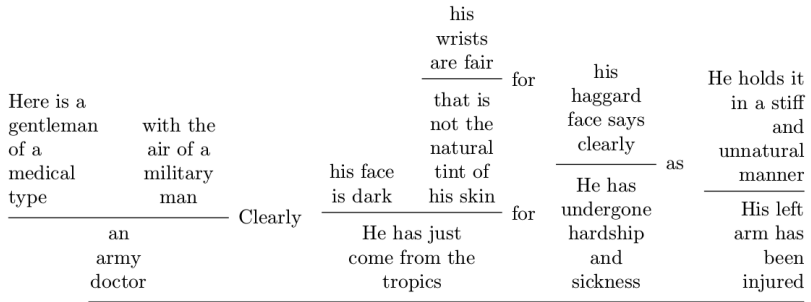 his
wrists
are fair
for
that is
not the
natural
tint of
his skin
his face
is dark
Here is a
gentleman
of a
medical
type
with the
air of a
military
man
an
army
doctor
Clearly
He has just
come from the
tropics
for
his
haggard
face says
clearly
He has
undergone
hardship
and
sickness
as
He holds it
in a stiff
and
unnatural
manner
His left
arm has
been
injured